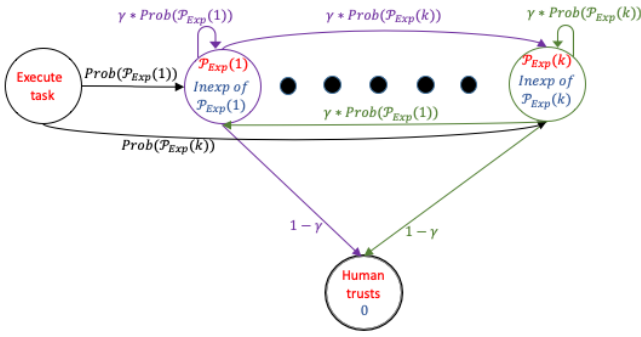 γ * Prob(𝒫_Exp(1))
γ * Prob(𝒫_Exp(k))
γ * Prob(𝒫_Exp(k))
Execute
task
Prob(𝒫_Exp(1))
𝒫_Exp(1)
Inexp of
𝒫_Exp(1)
𝒫_Exp(k)
Inexp of
𝒫_Exp(k)
γ * Prob(𝒫_Exp(1))
Prob(𝒫_Exp(k))
1 − γ
1 − γ
Human
trusts
0